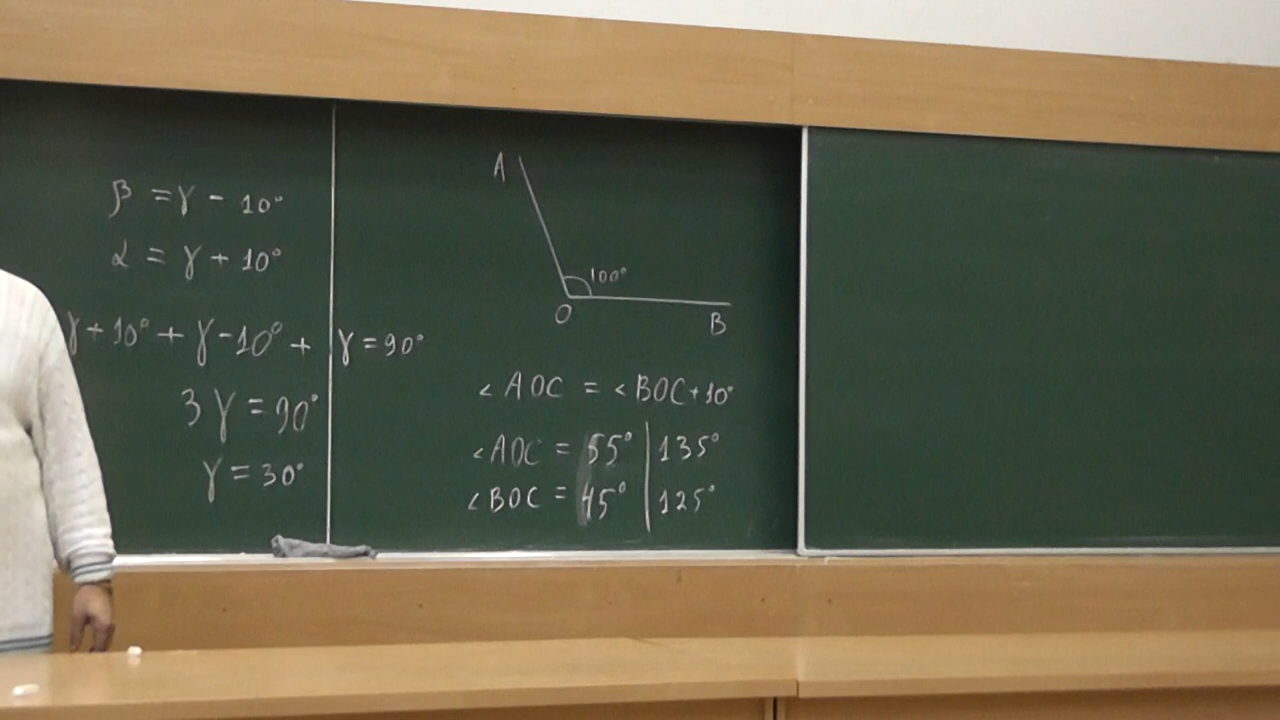 β = γ - 10°
α = γ + 10°
γ + 10° + γ - 10° + γ = 90°
3γ = 90°
γ = 30°
A
100°
O
B
∠AOC = ∠BOC + 10°
∠AOC = 55° | 135°
∠BOC = 45° | 125°